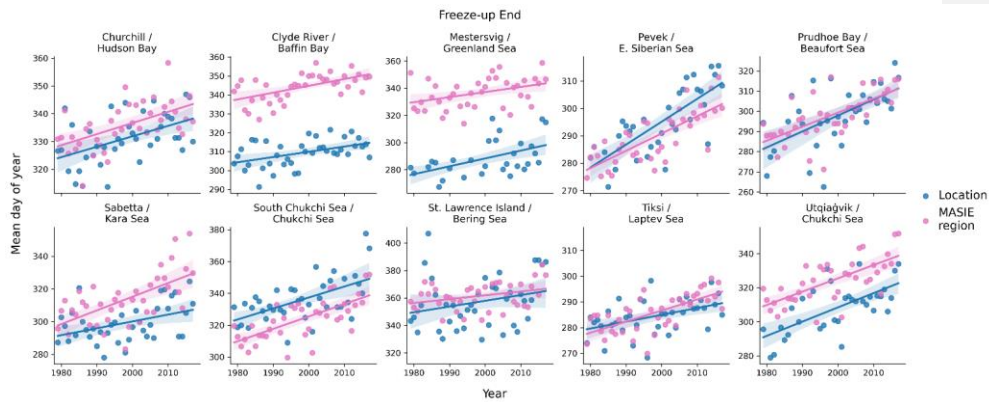 Freeze-up End
Churchill /
Hudson Bay
Clyde River /
Baffin Bay
Mestersvig /
Greenland Sea
Pevek /
E. Siberian Sea
Prudhoe Bay /
Beaufort Sea
360
350
340
330
320
360
350
340
330
320
310
300
290
360
340
320
300
280
310
300
290
280
270
320
310
300
290
280
270
260
Mean day of year
Location
MASIE
region
Sabetta /
Kara Sea
South Chukchi Sea /
Chukchi Sea
St. Lawrence Island /
Bering Sea
Tiksi /
Laptev Sea
Utqiaġvik /
Chukchi Sea
340
320
300
280
380
360
340
320
300
400
380
360
340
320
330
320
310
300
290
280
270
340
320
300
280
1980 1990 2000 2010
1980 1990 2000 2010
1980 1990 2000 2010
1980 1990 2000 2010
1980 1990 2000 2010
Year